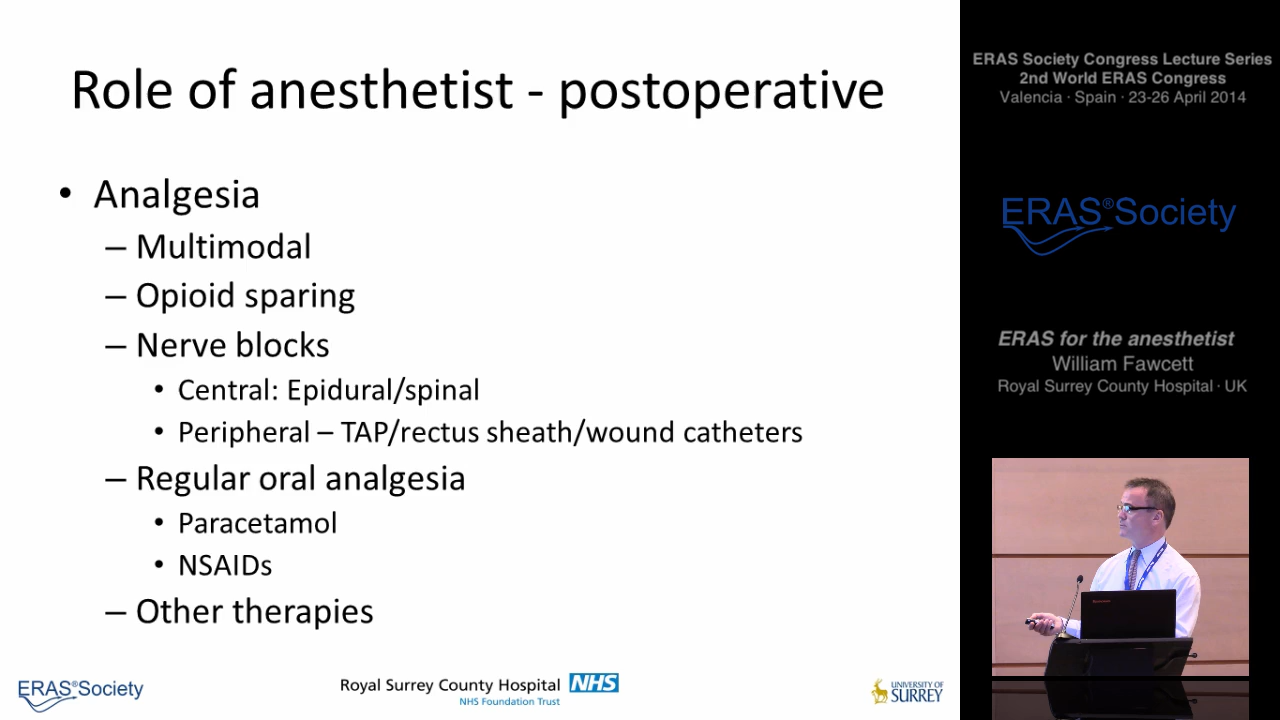 Role of anesthetist - postoperative
• Analgesia
– Multimodal
– Opioid sparing
– Nerve blocks
• Central: Epidural/spinal
• Peripheral – TAP/rectus sheath/wound catheters
– Regular oral analgesia
• Paracetamol
• NSAIDs
– Other therapies
ERAS®Society
Royal Surrey County Hospital NHS
NHS Foundation Trust
UNIVERSITY OF
SURREY
ERAS Society Congress Lecture Series
2nd World ERAS Congress
Valencia · Spain · 23-26 April 2014
ERAS®Society
ERAS for the anesthetist
William Fawcett
Royal Surrey County Hospital · UK